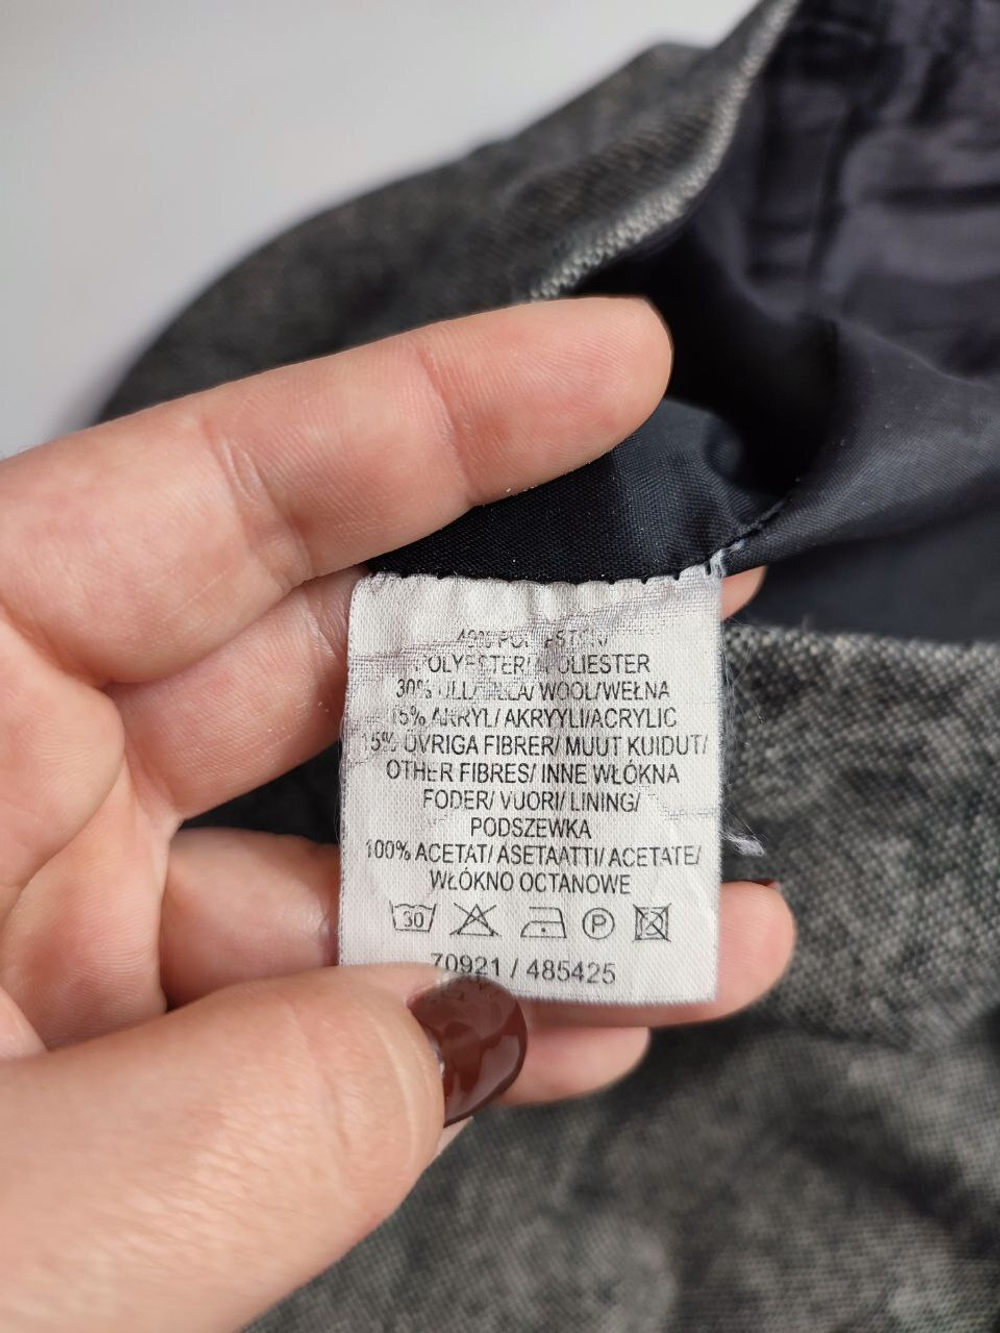 POLYESTER/ POLIESTER
30% ULL/ VILLA/ WOOL/WEŁNA
15% AKRYL/ AKRYYLI/ACRYLIC
15% ÖVRIGA FIBRER/ MUUT KUIDUT/
OTHER FIBRES/ INNE WŁÓKNA
FODER/ VUORI/ LINING/
PODSZEWKA
100% ACETAT/ ASETAATTI/ ACETATE/
WŁÓKNO OCTANOWE
30 P
70921 / 485425